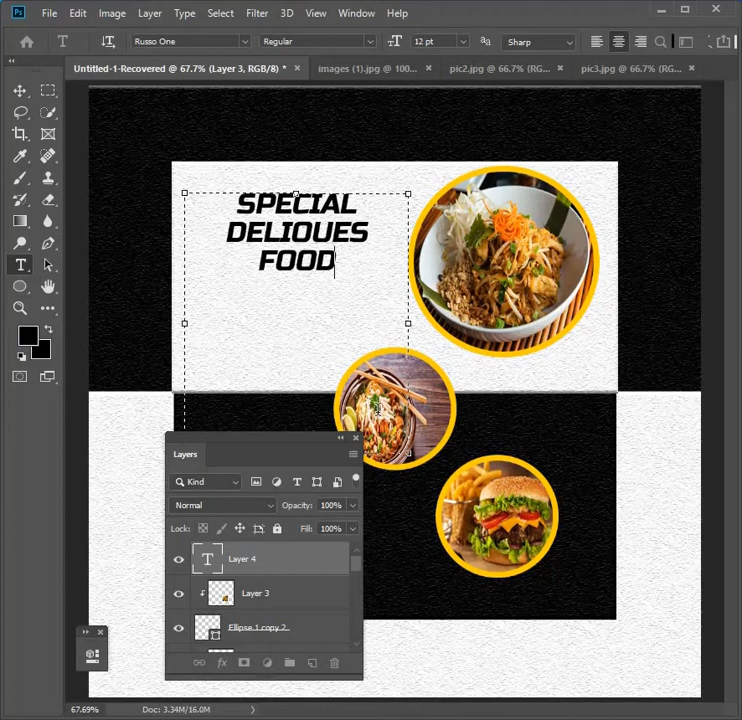 Ps File Edit Image Layer Type Select Filter 3D View Window Help
T Russo One Regular 12 pt Sharp
Untitled-1-Recovered @ 67.7% (Layer 3, RGB/8) * images (1).jpg @ 100... pic2.jpg @ 66.7% (RG... pic3.jpg @ 66.7% (RG...
SPECIAL
DELIOUES
FOOD
Layers
Kind
Normal Opacity: 100%
Lock: Fill: 100%
T Layer 4
Layer 3
Ellipse 1 copy 2
fx
67.69% Doc: 3.34M/16.0M